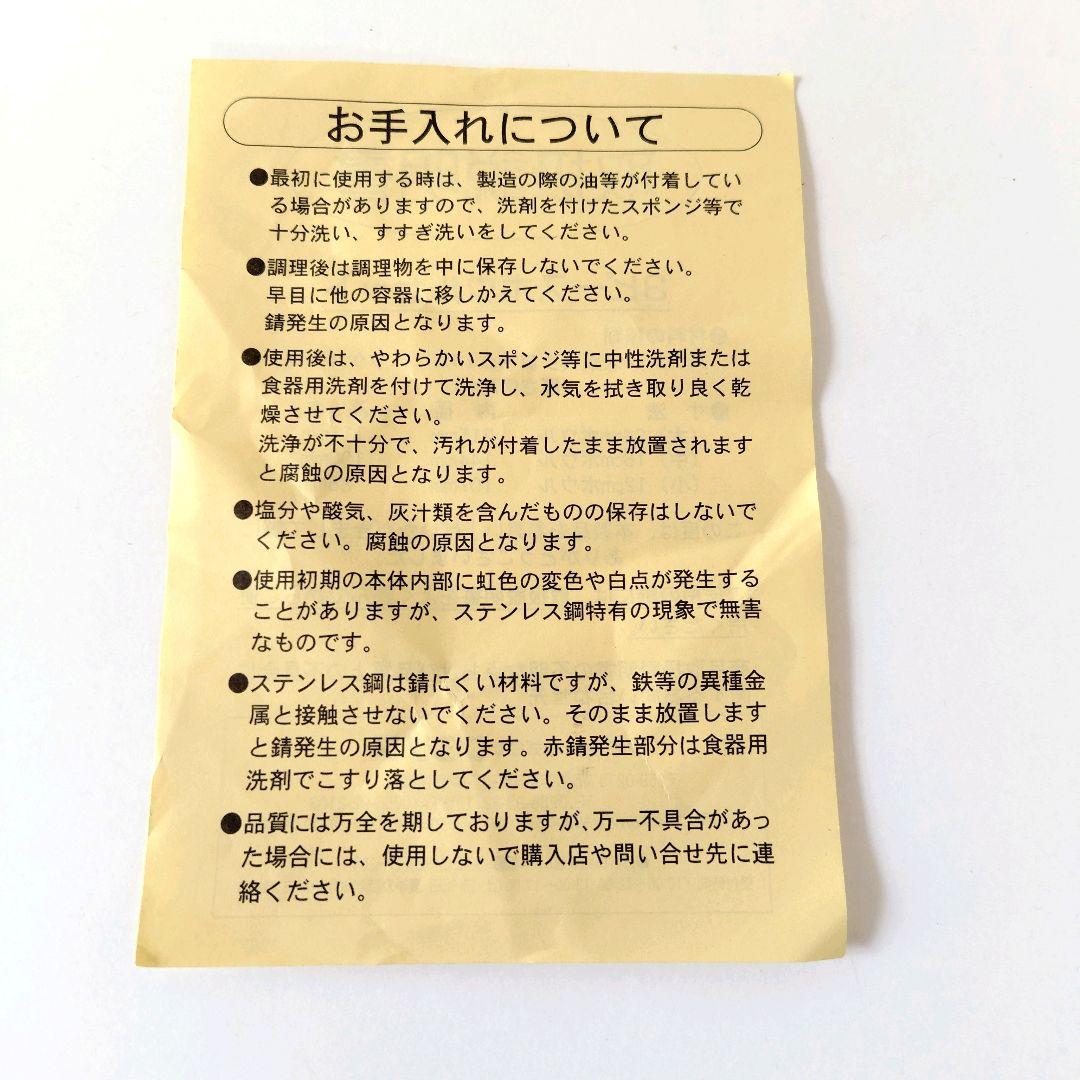 お手入れについて
●最初に使用する時は、製造の際の油等が付着してい
る場合がありますので、洗剤を付けたスポンジ等で
十分洗い、すすぎ洗いをしてください。
●調理後は調理物を中に保存しないでください。
早目に他の容器に移しかえてください。
錆発生の原因となります。
●使用後は、やわらかいスポンジ等に中性洗剤または
食器用洗剤を付けて洗浄し、水気を拭き取り良く乾
燥させてください。
洗浄が不十分で、汚れが付着したまま放置されます
と腐蝕の原因となります。
●塩分や酸気、灰汁類を含んだものの保存はしないで
ください。腐蝕の原因となります。
●使用初期の本体内部に虹色の変色や白点が発生する
ことがありますが、ステンレス鋼特有の現象で無害
なものです。
●ステンレス鋼は錆にくい材料ですが、鉄等の異種金
属と接触させないでください。そのまま放置します
と錆発生の原因となります。赤錆発生部分は食器用
洗剤でこすり落としてください。
●品質には万全を期しておりますが、万一不具合があっ
た場合には、使用しないで購入店や問い合せ先に連
絡ください。